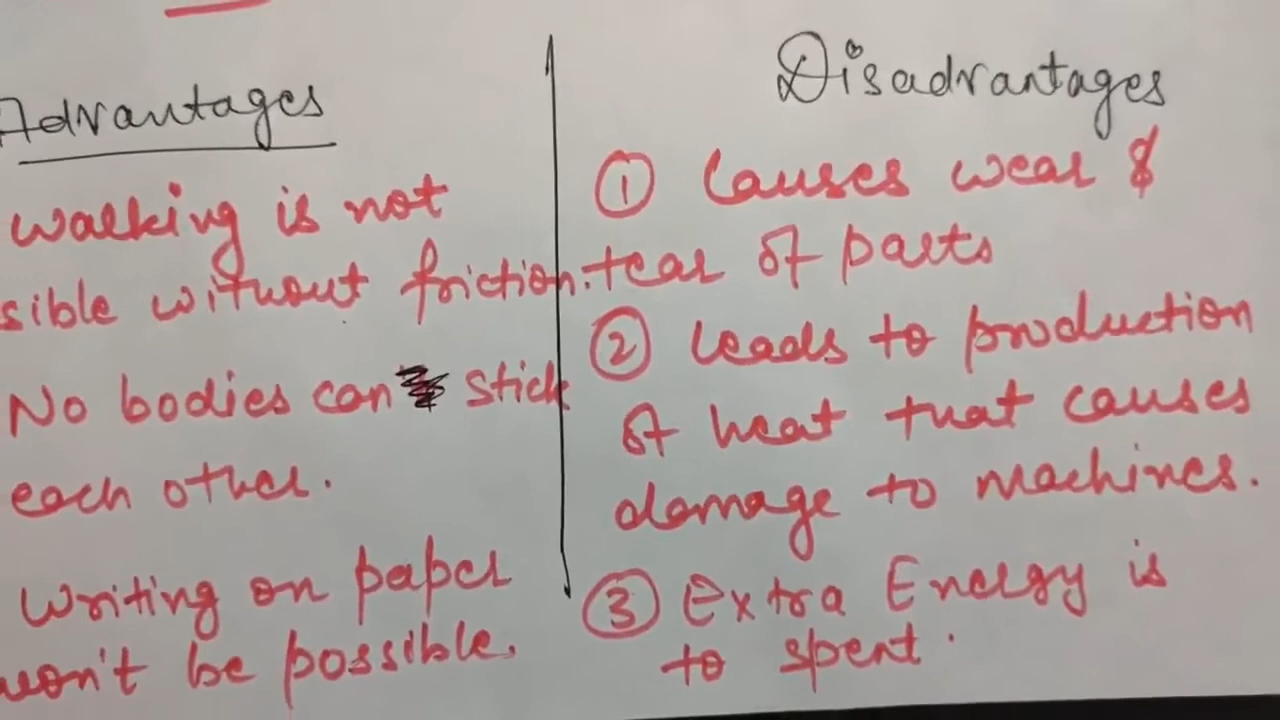 Advantages
walking is not
sible without friction.
No bodies can stick
each other.
writing on paper
won't be possible.
Disadvantages
① Causes wear &
tear of parts
② leads to production
of heat that causes
damage to machines.
③ Extra Energy is
to spent.